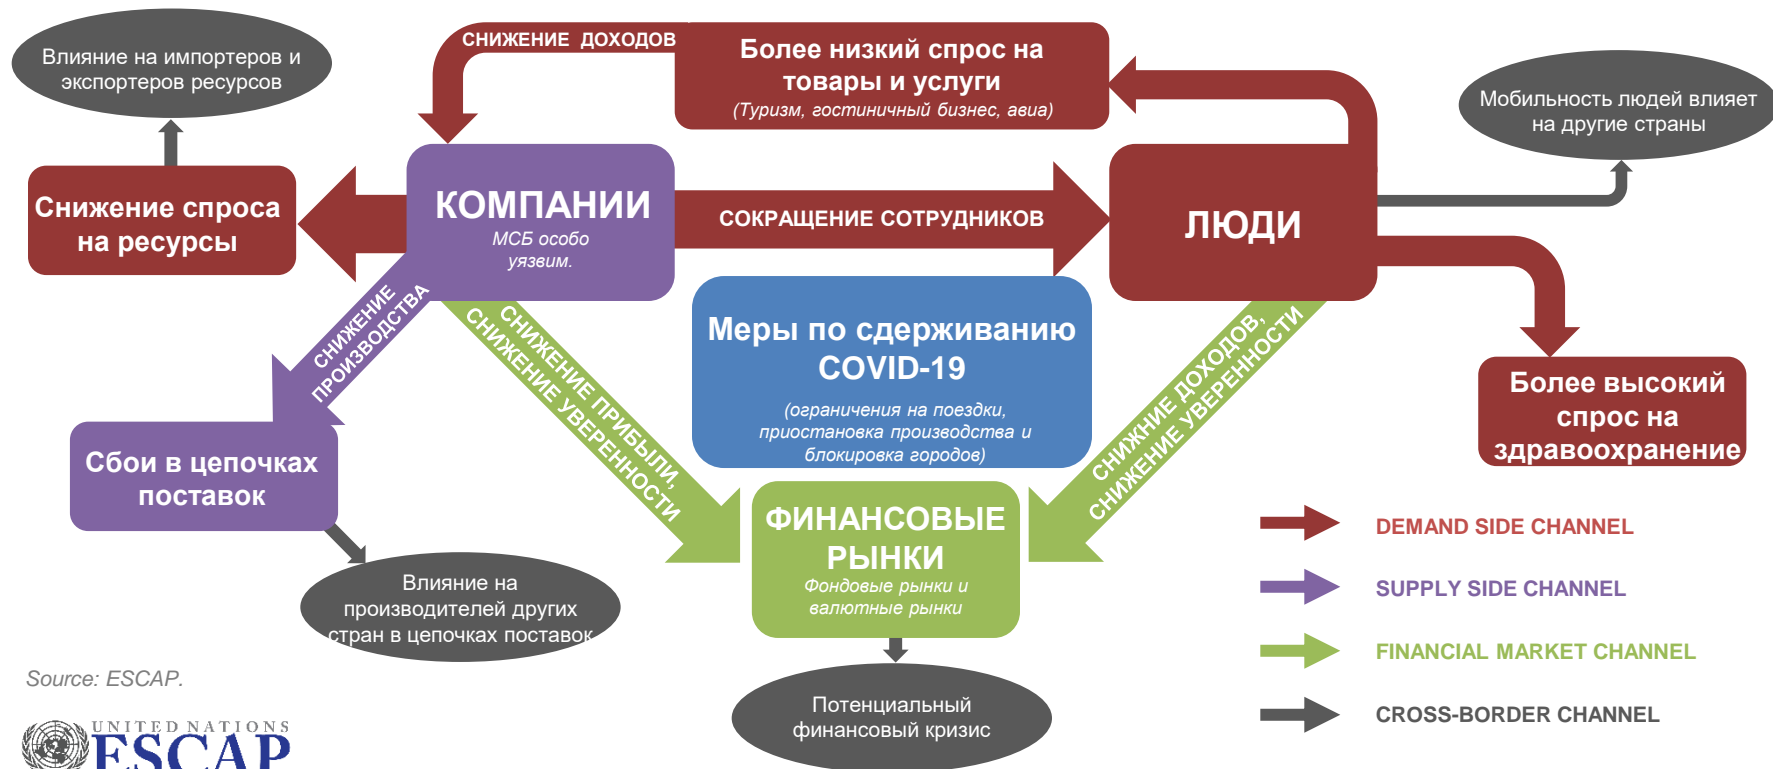 Влияние на импортеров и
экспортеров ресурсов
СНИЖЕНИЕ ДОХОДОВ
Более низкий спрос на
товары и услуги
(Туризм, гостиничный бизнес, авиа)
Мобильность людей влияет
на другие страны
Снижение спроса
на ресурсы
КОМПАНИИ
МСБ особо
уязвим.
СОКРАЩЕНИЕ СОТРУДНИКОВ
ЛЮДИ
СНИЖЕНИЕ
ПРОИЗВОДСТВА
СНИЖЕНИЕ ПРИБЫЛИ,
СНИЖЕНИЕ УВЕРЕННОСТИ
Меры по сдерживанию
COVID-19
(ограничения на поездки,
приостановка производства и
блокировка городов)
СНИЖНИЕ ДОХОДОВ,
СНИЖЕНИЕ УВЕРЕННОСТИ
Более высокий
спрос на
здравоохранение
Сбои в цепочках
поставок
ФИНАНСОВЫЕ
РЫНКИ
Фондовые рынки и
валютные рынки
Влияние на
производителей других
стран в цепочках поставок
Потенциальный
финансовый кризис
DEMAND SIDE CHANNEL
SUPPLY SIDE CHANNEL
FINANCIAL MARKET CHANNEL
CROSS-BORDER CHANNEL
Source: ESCAP.
UNITED NATIONS
ESCAP